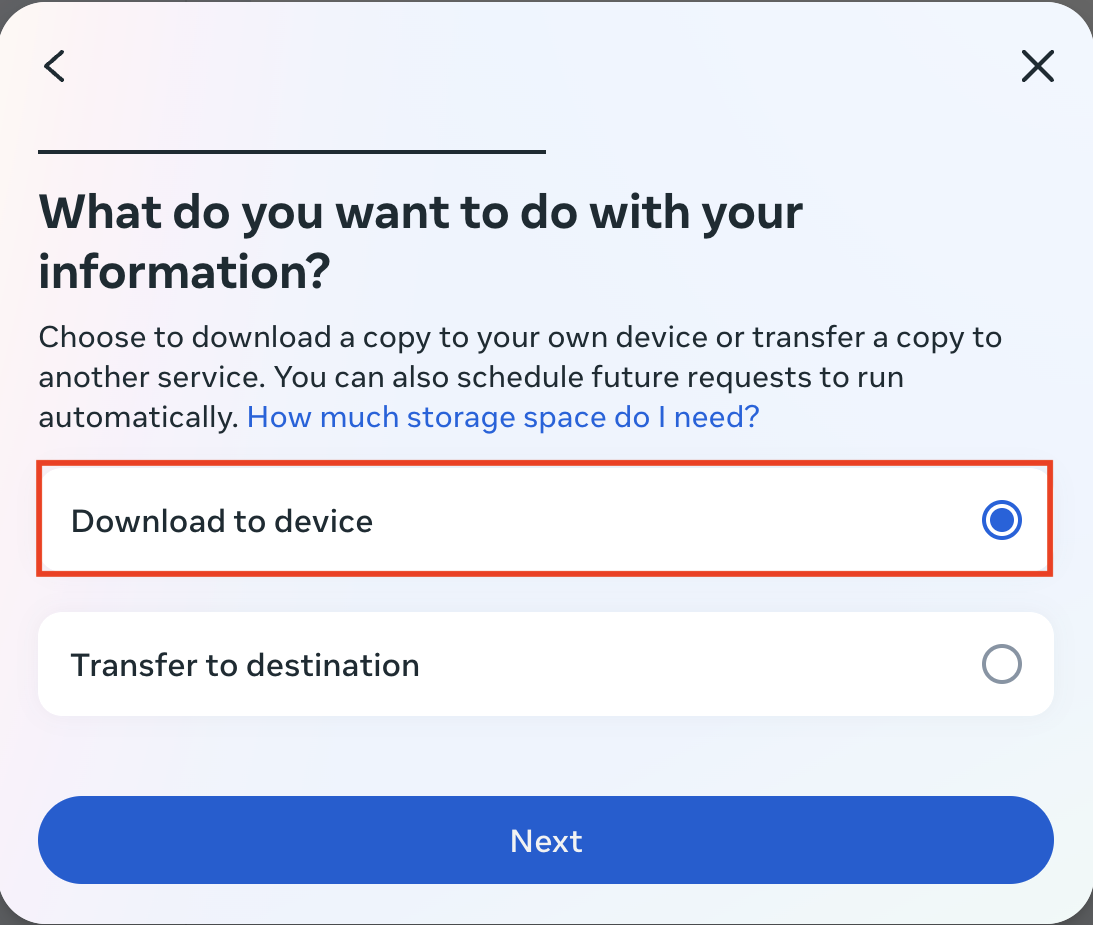 What do you want to do with your
information?
Choose to download a copy to your own device or transfer a copy to
another service. You can also schedule future requests to run
automatically. How much storage space do I need?
Download to device
Transfer to destination
Next